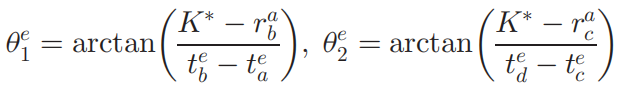 θ₁ᵉ = arctan((K* − r_bᵃ)/(t_bᵉ − t_aᵉ)), θ₂ᵉ = arctan((K* − r_cᵃ)/(t_dᵉ − t_cᵉ))